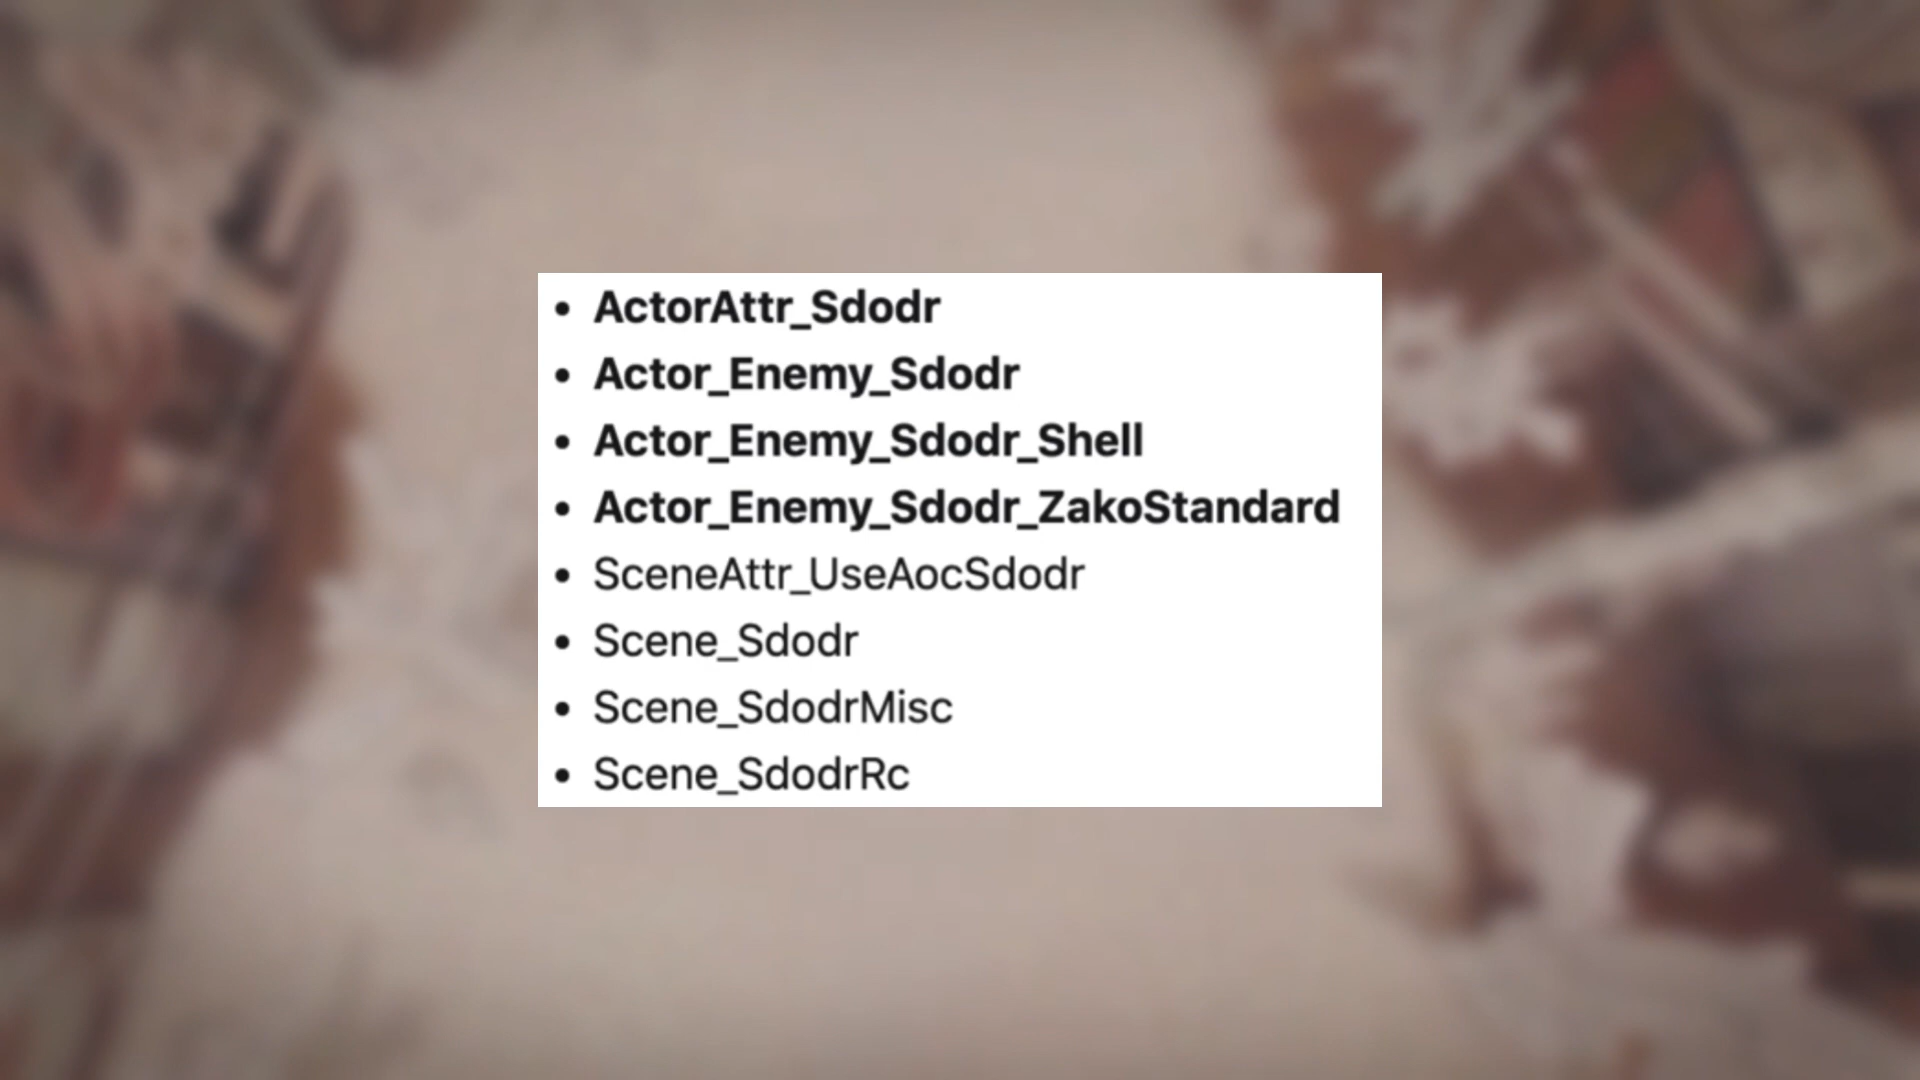 • ActorAttr_Sdodr
• Actor_Enemy_Sdodr
• Actor_Enemy_Sdodr_Shell
• Actor_Enemy_Sdodr_ZakoStandard
• SceneAttr_UseAocSdodr
• Scene_Sdodr
• Scene_SdodrMisc
• Scene_SdodrRc